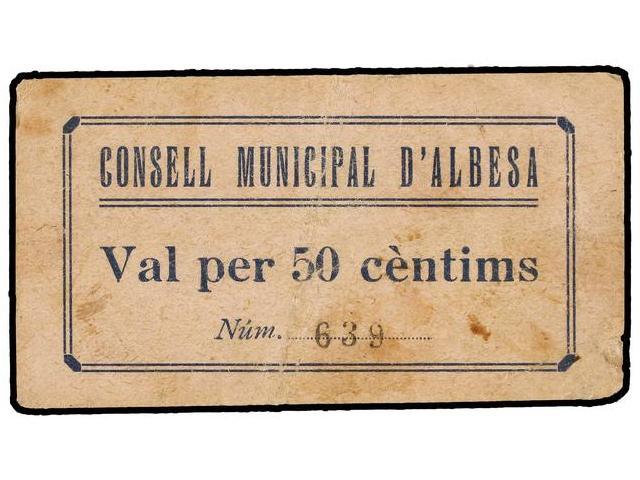 CONSELL MUNICIPAL D'ALBESA
Val per 50 cèntims
Núm. 639